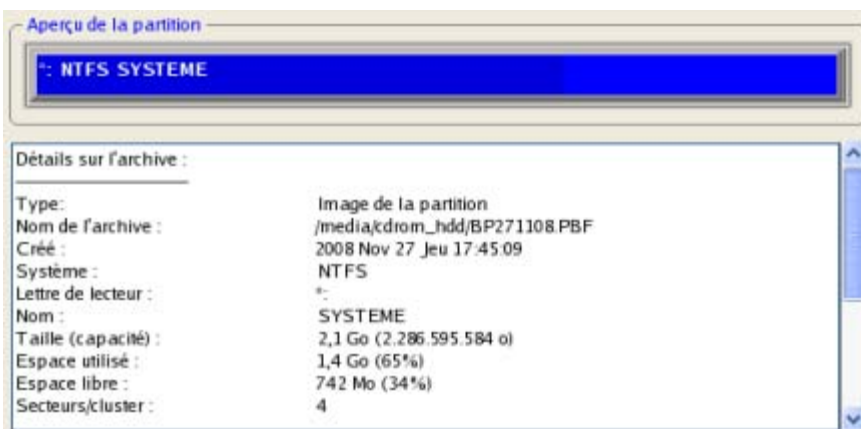 Aperçu de la partition
*: NTFS SYSTEME
Détails sur l'archive :
Type: Image de la partition
Nom de l'archive : /media/cdrom_hdd/BP271108.PBF
Créé : 2008 Nov 27 Jeu 17:45:09
Système : NTFS
Lettre de lecteur : *:
Nom : SYSTEME
Taille (capacité) : 2,1 Go (2.286.595.584 o)
Espace utilisé : 1,4 Go (65%)
Espace libre : 742 Mo (34%)
Secteurs/cluster : 4